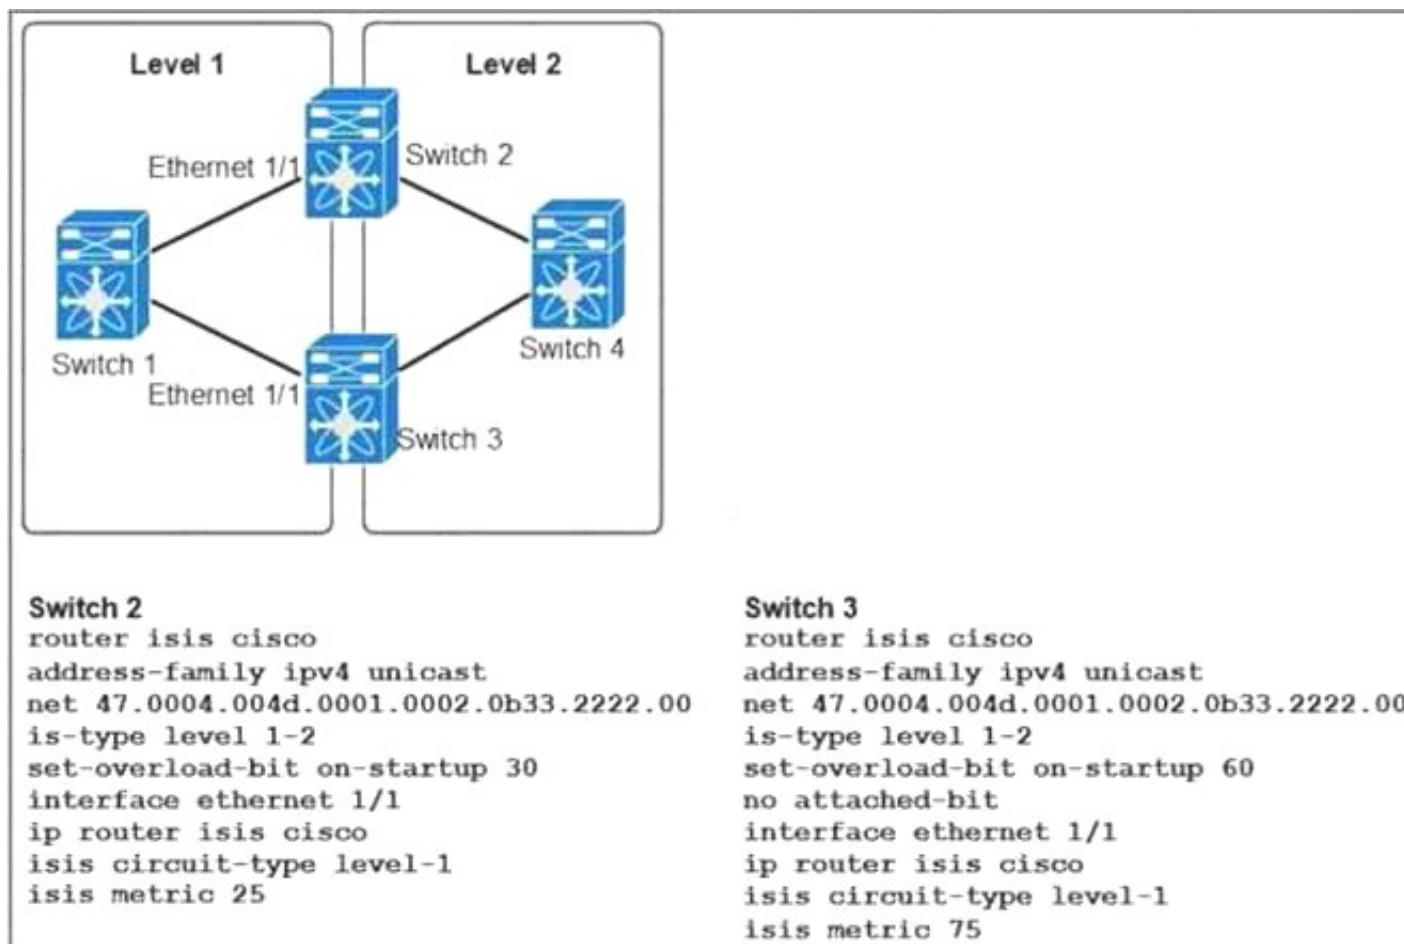 Level 1
Level 2
Ethernet 1/1
Switch 2
Switch 1
Switch 4
Ethernet 1/1
Switch 3
Switch 2
router isis cisco
address-family ipv4 unicast
net 47.0004.004d.0001.0002.0b33.2222.00
is-type level 1-2
set-overload-bit on-startup 30
interface ethernet 1/1
ip router isis cisco
isis circuit-type level-1
isis metric 25
Switch 3
router isis cisco
address-family ipv4 unicast
net 47.0004.004d.0001.0002.0b33.2222.00
is-type level 1-2
set-overload-bit on-startup 60
no attached-bit
interface ethernet 1/1
ip router isis cisco
isis circuit-type level-1
isis metric 75